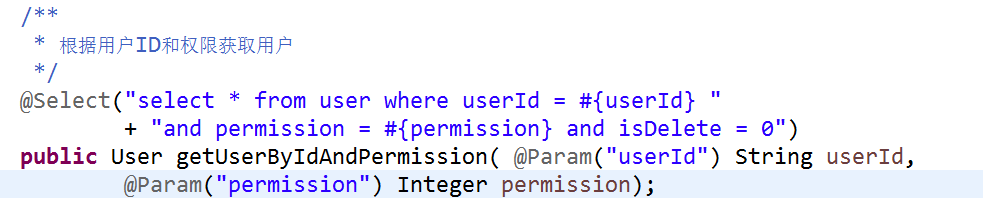 /**
 * 根据用户ID和权限获取用户
 */
@Select("select * from user where userId = #{userId} "
        + "and permission = #{permission} and isDelete = 0")
public User getUserByIdAndPermission( @Param("userId") String userId,
        @Param("permission") Integer permission);